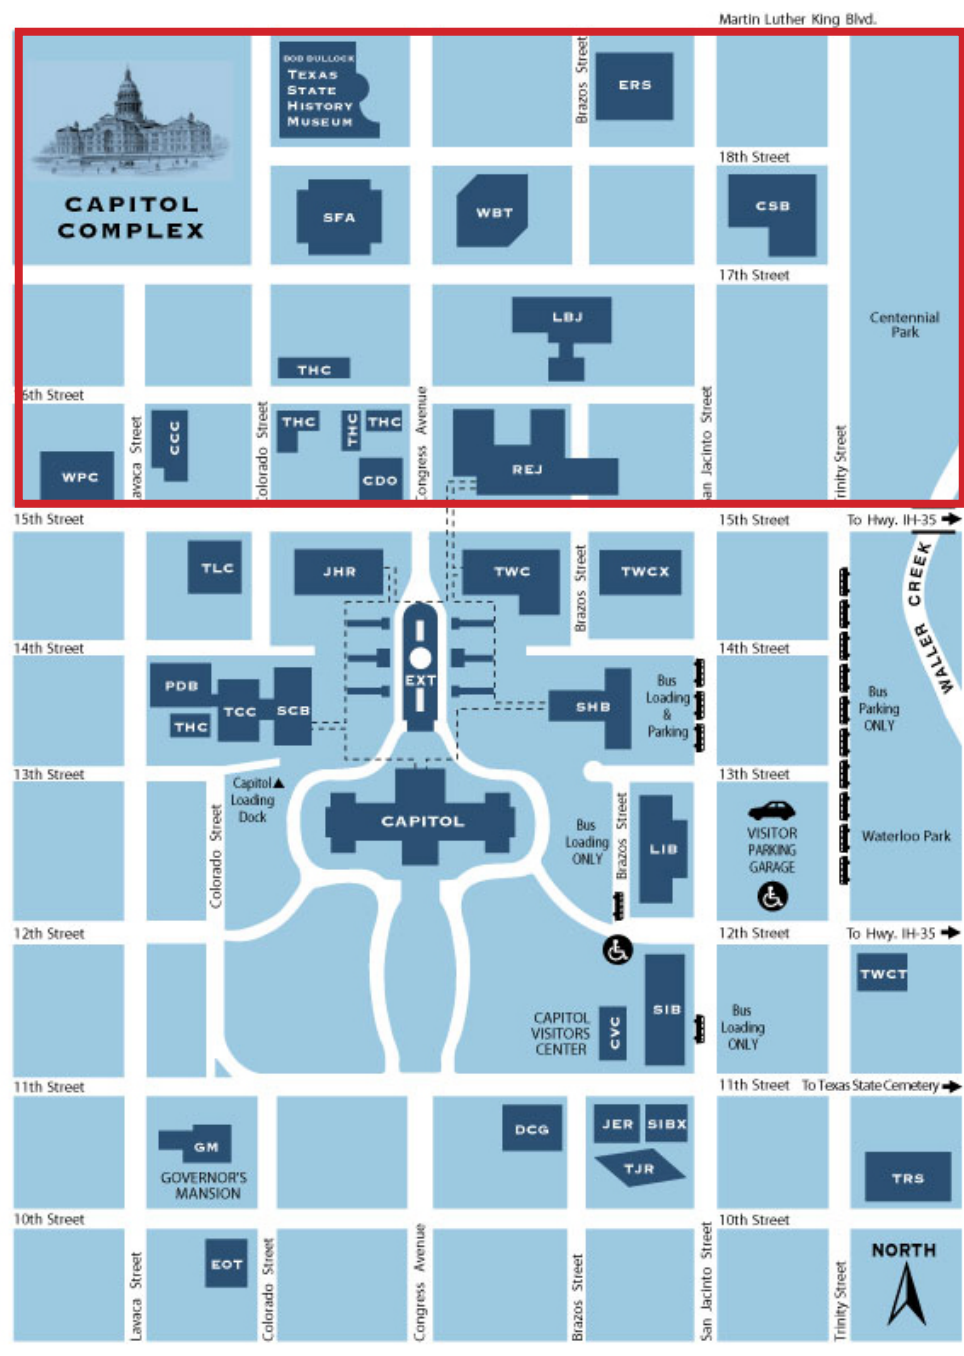 Martin Luther King Blvd.
BOB BULLOCK
TEXAS
STATE
HISTORY
MUSEUM
Brazos Street
ERS
18th Street
CAPITOL
COMPLEX
SFA
WBT
CSB
17th Street
LBJ
Centennial
Park
THC
6th Street
Lavaca Street
CCC
Colorado Street
THC
THC
THC
Congress Avenue
San Jacinto Street
Trinity Street
WPC
CDO
REJ
15th Street
15th Street
To Hwy. IH-35
TLC
JHR
TWC
Brazos Street
TWCX
WALLER CREEK
14th Street
14th Street
PDB
TCC
SCB
THC
EXT
SHB
Bus
Loading
&
Parking
Bus
Parking
ONLY
13th Street
13th Street
Capitol
Loading
Dock
Colorado Street
CAPITOL
Bus
Loading
ONLY
Brazos Street
LIB
VISITOR
PARKING
GARAGE
Waterloo Park
12th Street
12th Street
To Hwy. IH-35
TWCT
CAPITOL
VISITORS
CENTER
CVC
SIB
Bus
Loading
ONLY
11th Street
11th Street
To Texas State Cemetery
GM
GOVERNOR'S
MANSION
DCG
JER
SIBX
TJR
TRS
10th Street
10th Street
Lavaca Street
EOT
Colorado Street
Congress Avenue
Brazos Street
San Jacinto Street
Trinity Street
NORTH